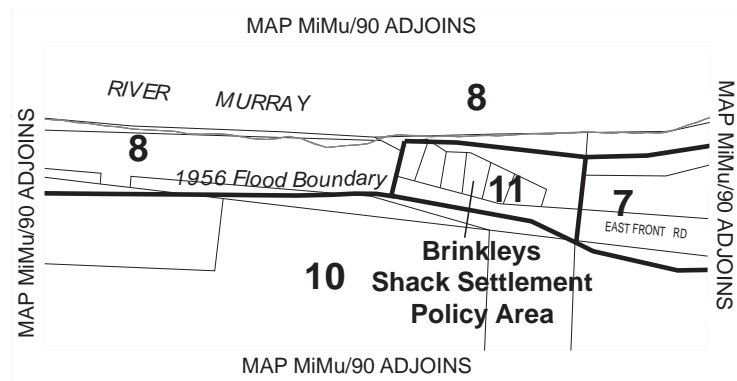 MAP MiMu/90 ADJOINS
RIVER MURRAY
8
8
1956 Flood Boundary
11
7
EAST FRONT RD
Brinkleys
Shack Settlement
Policy Area
10
MAP MiMu/90 ADJOINS
MAP MiMu/90 ADJOINS
MAP MiMu/90 ADJOINS